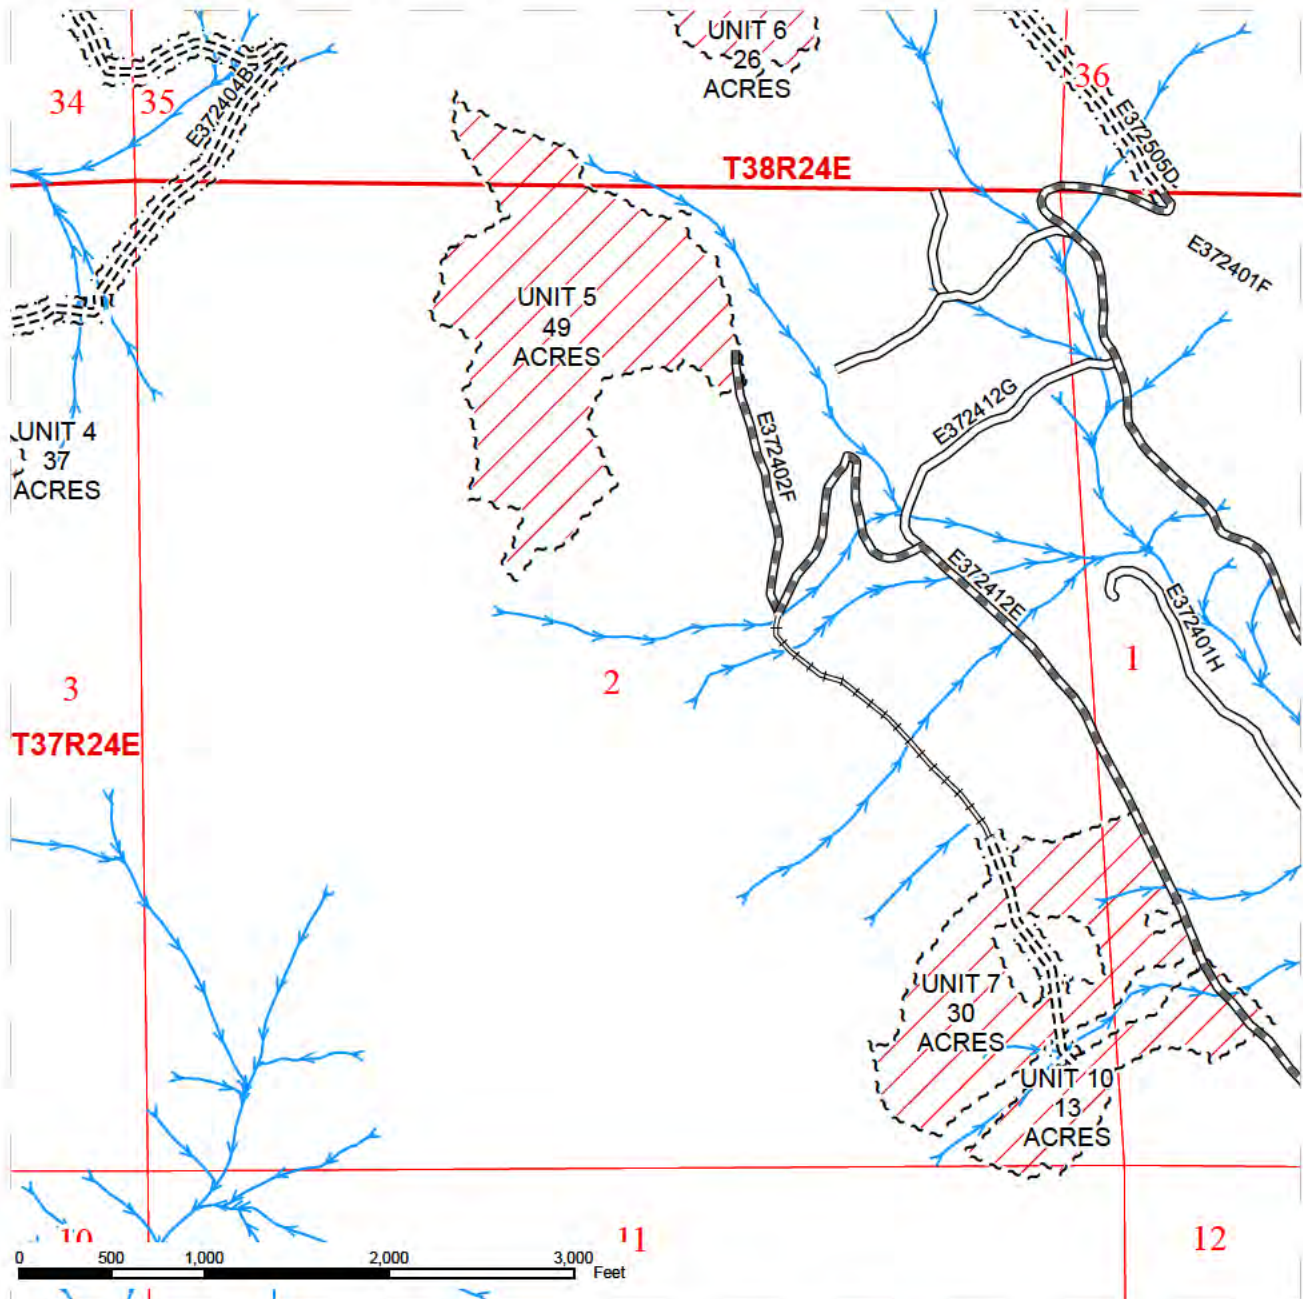 UNIT 6
26
ACRES
36
34
35
E372404B
E372505D
T38R24E
E372401F
UNIT 5
49
ACRES
E372412G
UNIT 4
37
ACRES
E372402F
E372412E
E372401H
1
2
3
T37R24E
UNIT 7
30
ACRES
UNIT 10
13
ACRES
10
11
12
0 500 1,000 2,000 3,000
Feet